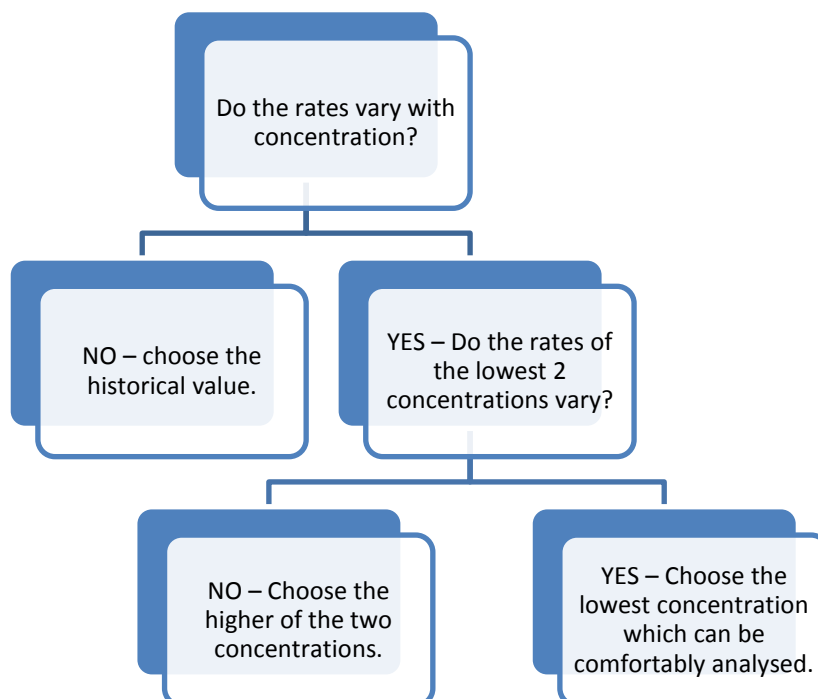 Do the rates vary with
concentration?
NO – choose the
historical value.
YES – Do the rates of
the lowest 2
concentrations vary?
NO – Choose the
higher of the two
concentrations.
YES – Choose the
lowest concentration
which can be
comfortably analysed.